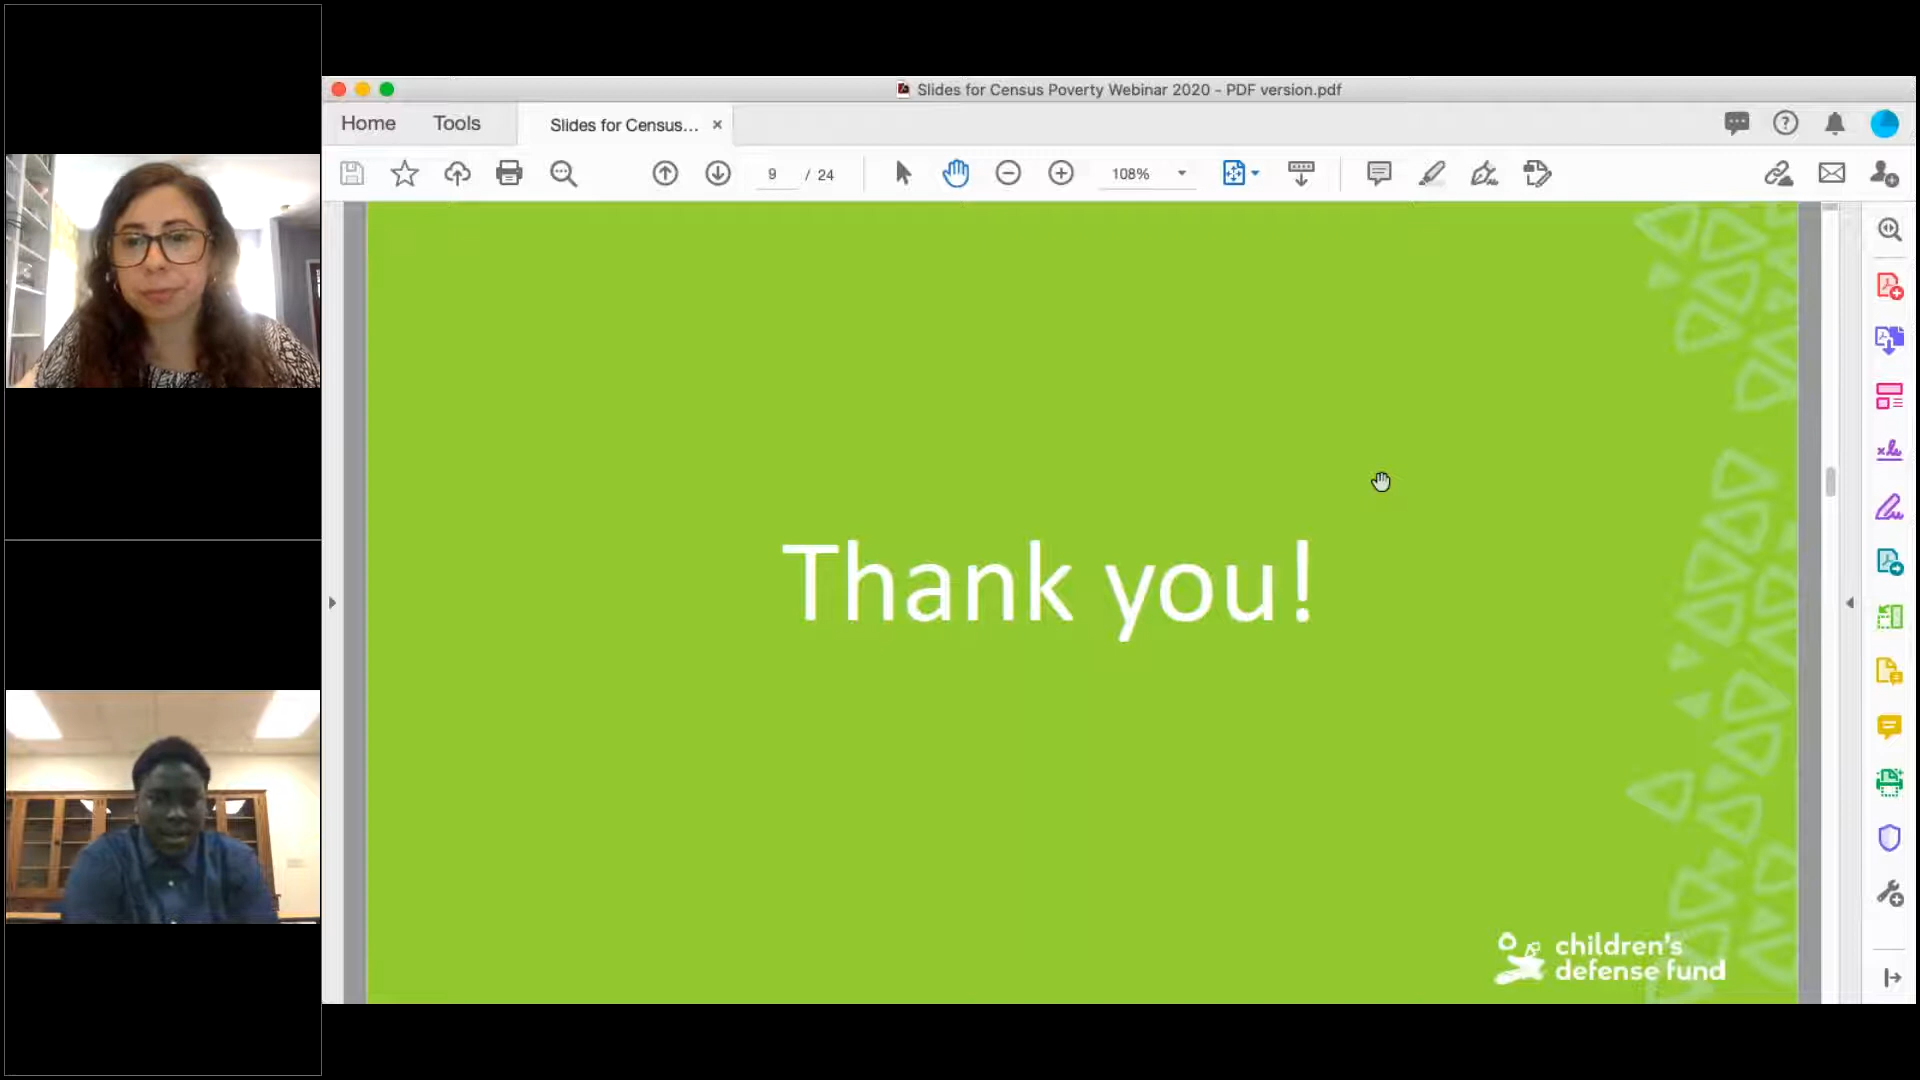 Slides for Census Poverty Webinar 2020 - PDF version.pdf
Home
Tools
Slides for Census...
9 / 24
108%
Thank you!
children's
defense fund